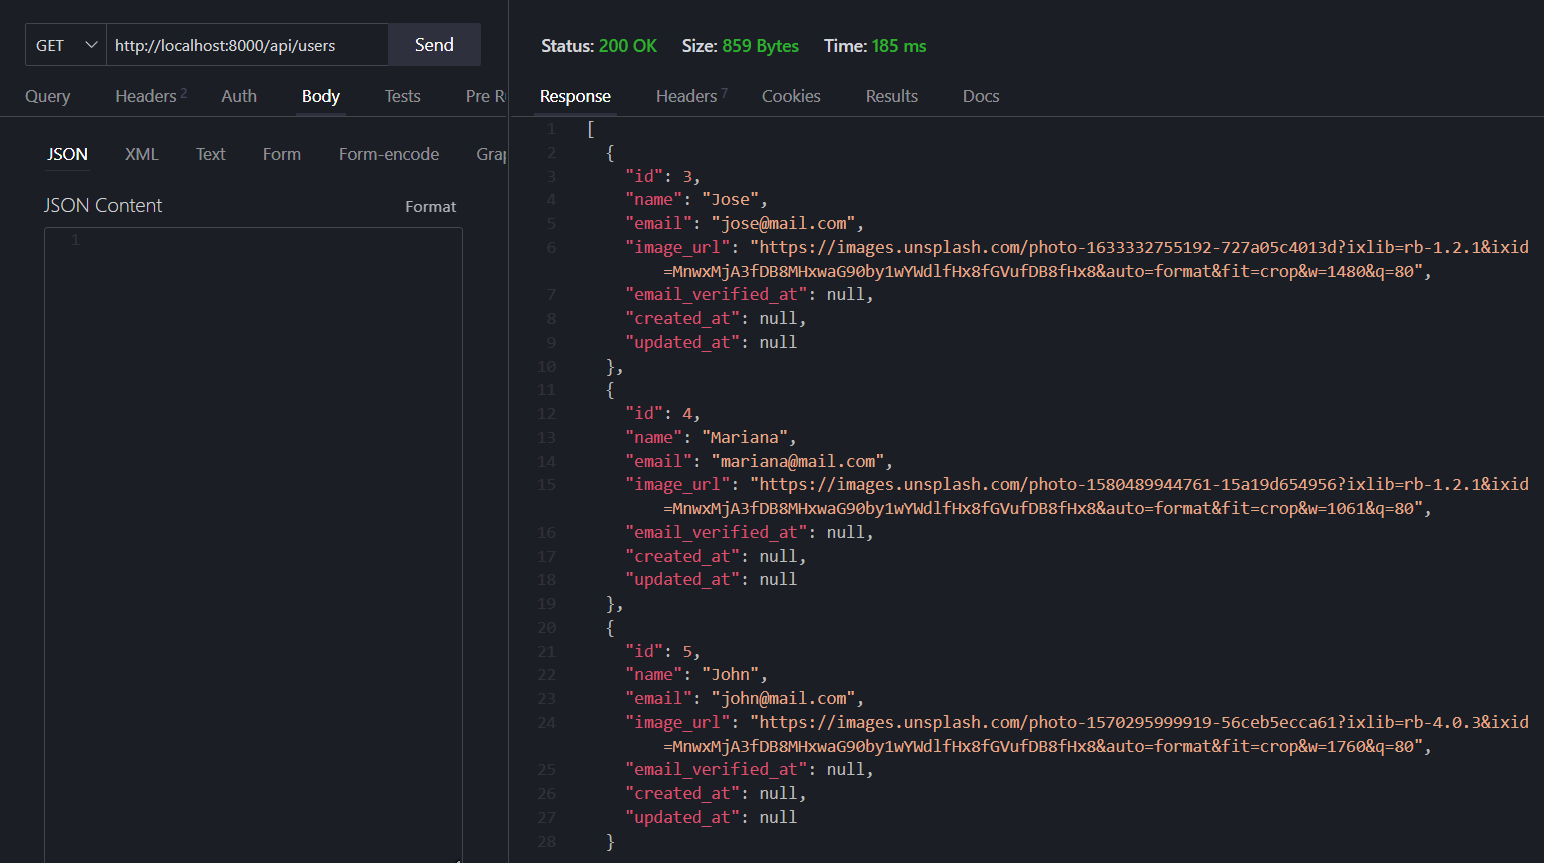 GET http://localhost:8000/api/users Send
Query Headers 2 Auth Body Tests Pre R
JSON XML Text Form Form-encode Grap
JSON Content Format
1
Status: 200 OK Size: 859 Bytes Time: 185 ms
Response Headers 7 Cookies Results Docs
1 [
2 {
3 "id": 3,
4 "name": "Jose",
5 "email": "jose@mail.com",
6 "image_url": "https://images.unsplash.com/photo-1633332755192-727a05c4013d?ixlib=rb-1.2.1&ixid
=MnwxMjA3fDB8MHxwaG90by1wYWdlfHx8fGVufDB8fHx8&auto=format&fit=crop&w=1480&q=80",
7 "email_verified_at": null,
8 "created_at": null,
9 "updated_at": null
10 },
11 {
12 "id": 4,
13 "name": "Mariana",
14 "email": "mariana@mail.com",
15 "image_url": "https://images.unsplash.com/photo-1580489944761-15a19d654956?ixlib=rb-1.2.1&ixid
=MnwxMjA3fDB8MHxwaG90by1wYWdlfHx8fGVufDB8fHx8&auto=format&fit=crop&w=1061&q=80",
16 "email_verified_at": null,
17 "created_at": null,
18 "updated_at": null
19 },
20 {
21 "id": 5,
22 "name": "John",
23 "email": "john@mail.com",
24 "image_url": "https://images.unsplash.com/photo-1570295999919-56ceb5ecca61?ixlib=rb-4.0.3&ixid
=MnwxMjA3fDB8MHxwaG90by1wYWdlfHx8fGVufDB8fHx8&auto=format&fit=crop&w=1760&q=80",
25 "email_verified_at": null,
26 "created_at": null,
27 "updated_at": null
28 }